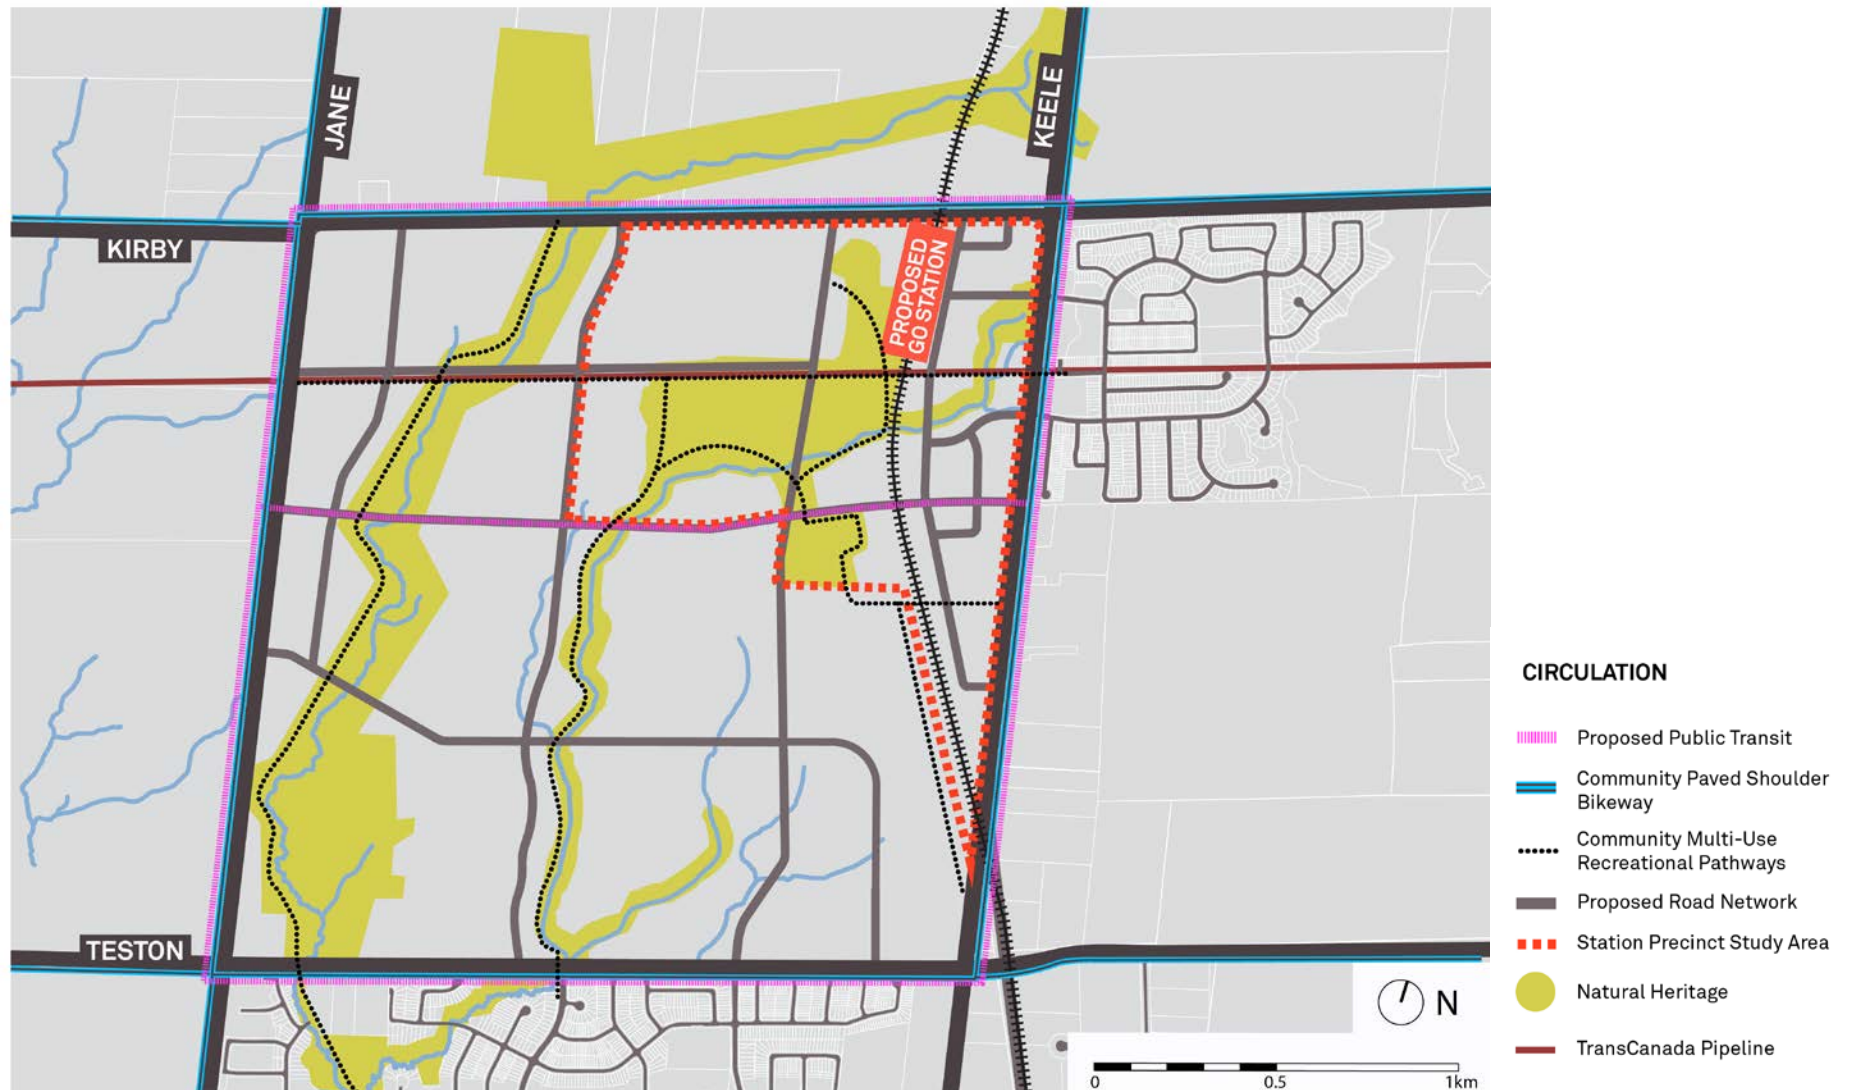 JANE
KEELE
KIRBY
PROPOSED
GO STATION
TESTON
N
0 0.5 1km
CIRCULATION
Proposed Public Transit
Community Paved Shoulder
Bikeway
Community Multi-Use
Recreational Pathways
Proposed Road Network
Station Precinct Study Area
Natural Heritage
TransCanada Pipeline